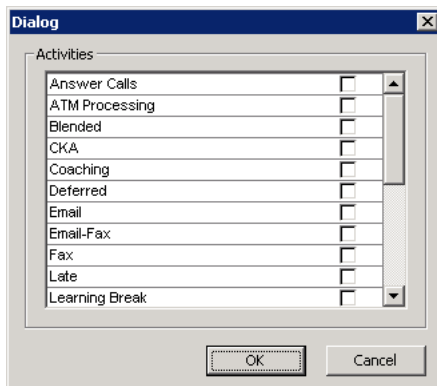 Dialog
Activities
Answer Calls
ATM Processing
Blended
CKA
Coaching
Deferred
Email
Email-Fax
Fax
Late
Learning Break
OK
Cancel